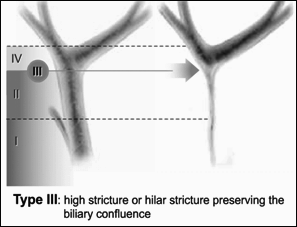 IV
III
II
I
Type III: high stricture or hilar stricture preserving the
biliary confluence